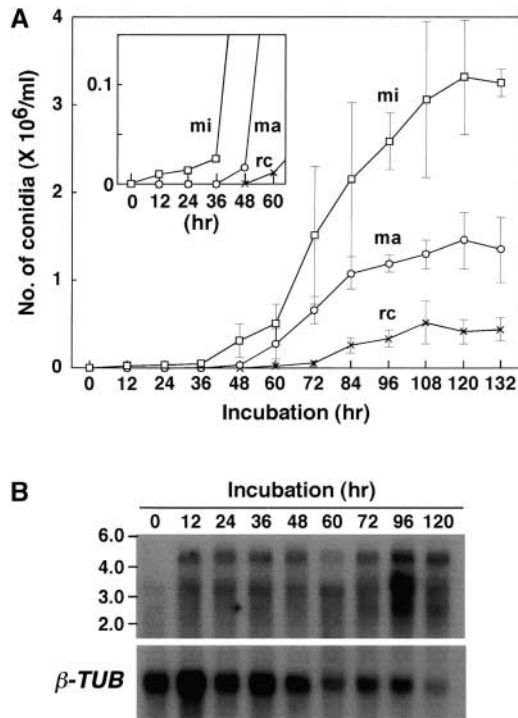 A
No. of conidia (X 10⁶/ml)
4
3
2
1
0
0.1
0
mi
ma
rc
0 12 24 36 48 60
(hr)
mi
ma
rc
0 12 24 36 48 60 72 84 96 108 120 132
Incubation (hr)
B
Incubation (hr)
0 12 24 36 48 60 72 96 120
6.0
4.0
3.0
2.0
β-TUB